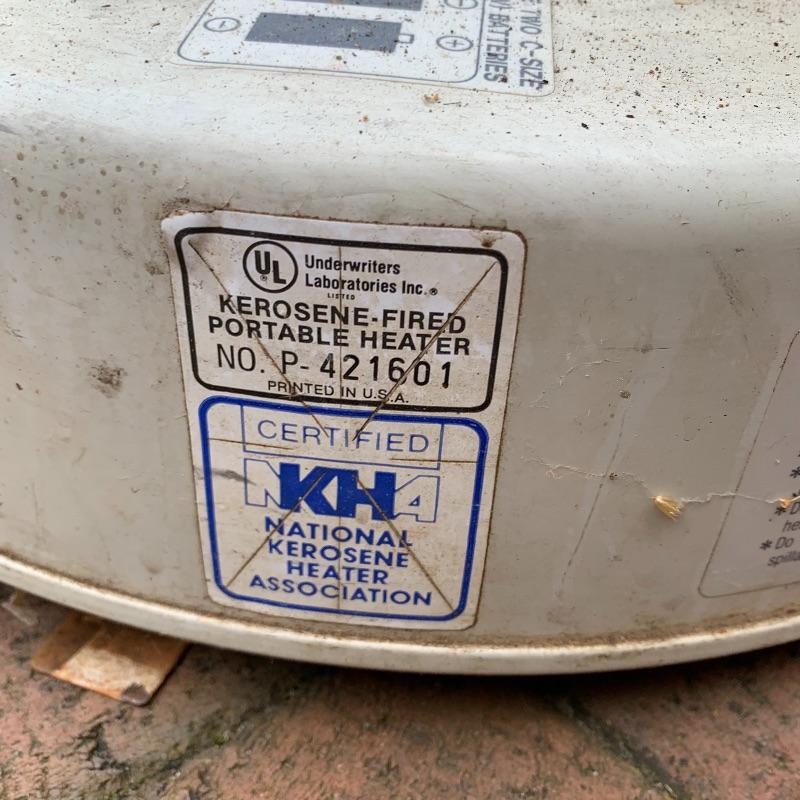 TWO C-SIZE
BATTERIES
UL
Underwriters
Laboratories Inc.®
LISTED
KEROSENE-FIRED
PORTABLE HEATER
NO. P-421601
PRINTED IN U.S.A.
CERTIFIED
NKHA
NATIONAL
KEROSENE
HEATER
ASSOCIATION
* Do